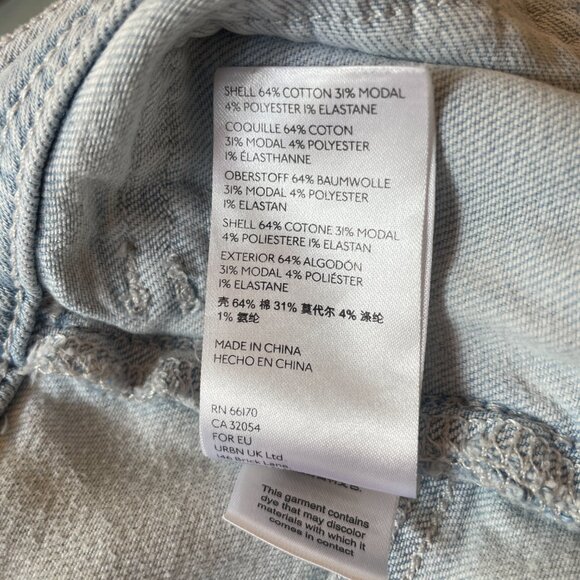 SHELL 64% COTTON 31% MODAL
4% POLYESTER 1% ELASTANE
COQUILLE 64% COTON
31% MODAL 4% POLYESTER
1% ÉLASTHANNE
OBERSTOFF 64% BAUMWOLLE
31% MODAL 4% POLYESTER
1% ELASTAN
SHELL 64% COTONE 31% MODAL
4% POLIESTERE 1% ELASTAN
EXTERIOR 64% ALGODÓN
31% MODAL 4% POLIÉSTER
1% ELASTANE
壳 64% 棉 31% 莫代尔 4% 涤纶
1% 氨纶
MADE IN CHINA
HECHO EN CHINA
RN 66170
CA 32054
FOR EU
URBN UK Ltd
146 Brick Lane
This garment contains
dye that may discolor
materials with which it
comes in contact